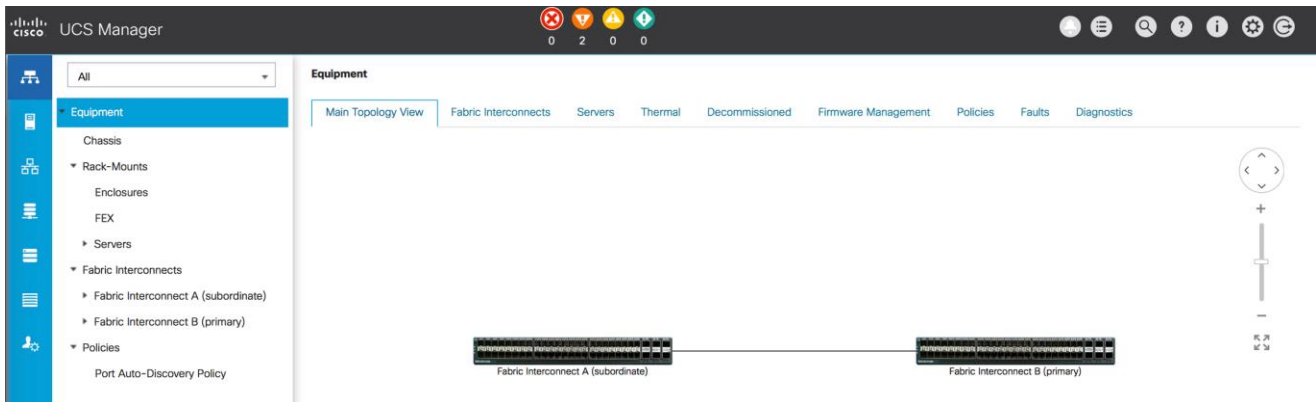 CISCO UCS Manager
0 2 0 0
All
Equipment
Chassis
Rack-Mounts
Enclosures
FEX
Servers
Fabric Interconnects
Fabric Interconnect A (subordinate)
Fabric Interconnect B (primary)
Policies
Port Auto-Discovery Policy
Equipment
Main Topology View Fabric Interconnects Servers Thermal Decommissioned Firmware Management Policies Faults Diagnostics
Fabric Interconnect A (subordinate) Fabric Interconnect B (primary)